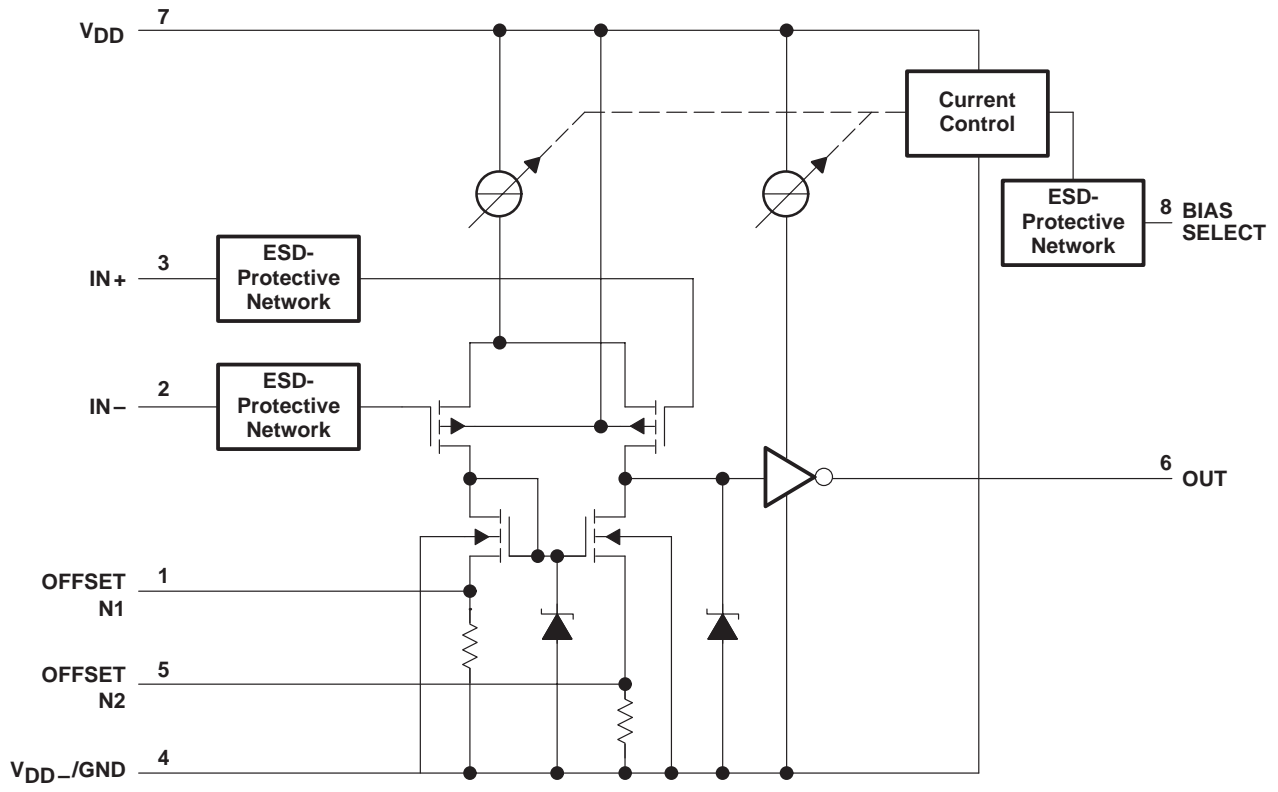 7
VDD
Current
Control
ESD-
Protective
Network
8 BIAS
SELECT
3
IN+
ESD-
Protective
Network
2
IN−
ESD-
Protective
Network
6
OUT
OFFSET
N1
1
OFFSET
N2
5
VDD−/GND
4